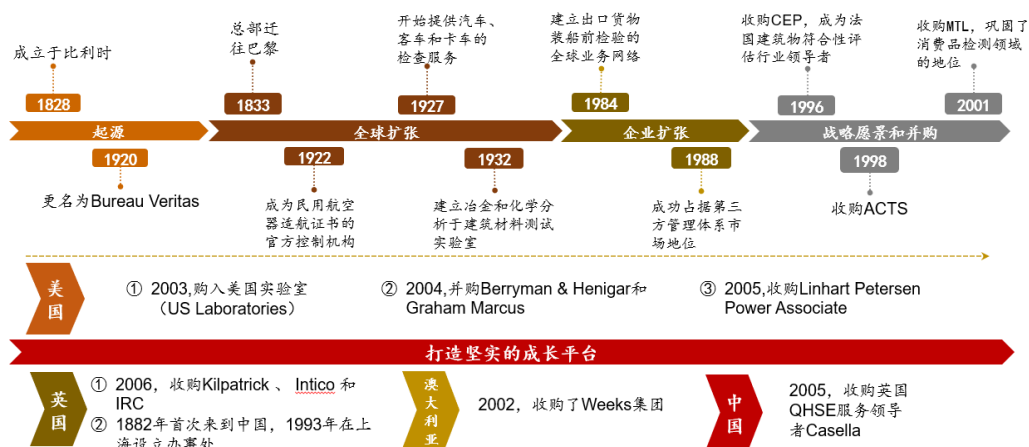 成立于比利时
总部迁
往巴黎
开始提供汽车、
客车和卡车的
检查服务
建立出口货物
装船前检验的
全球业务网络
收购CEP，成为法
国建筑物符合性评
估行业领导者
收购MTL，巩固了
消费品检测领域
的地位
1828
1833
1927
1984
1996
2001
起源
全球扩张
企业扩张
战略愿景和并购
1920
1922
1932
1988
1998
更名为Bureau Veritas
成为民用航空
器适航证书的
官方控制机构
建立冶金和化学分
析于建筑材料测试
实验室
成功占据第三
方管理体系市
场地位
收购ACTS
美国
① 2003,购入美国实验室
（US Laboratories）
② 2004,并购Berryman & Henigar和
Graham Marcus
③ 2005,收购Linhart Petersen
Power Associate
打造坚实的成长平台
英国
① 2006，收购Kilpatrick 、 Intico 和
IRC
② 1882年首次来到中国，1993年在上
海设立办事处
澳大利亚
2002，收购了Weeks集团
中国
2005，收购英国
QHSE服务领导
者Casella